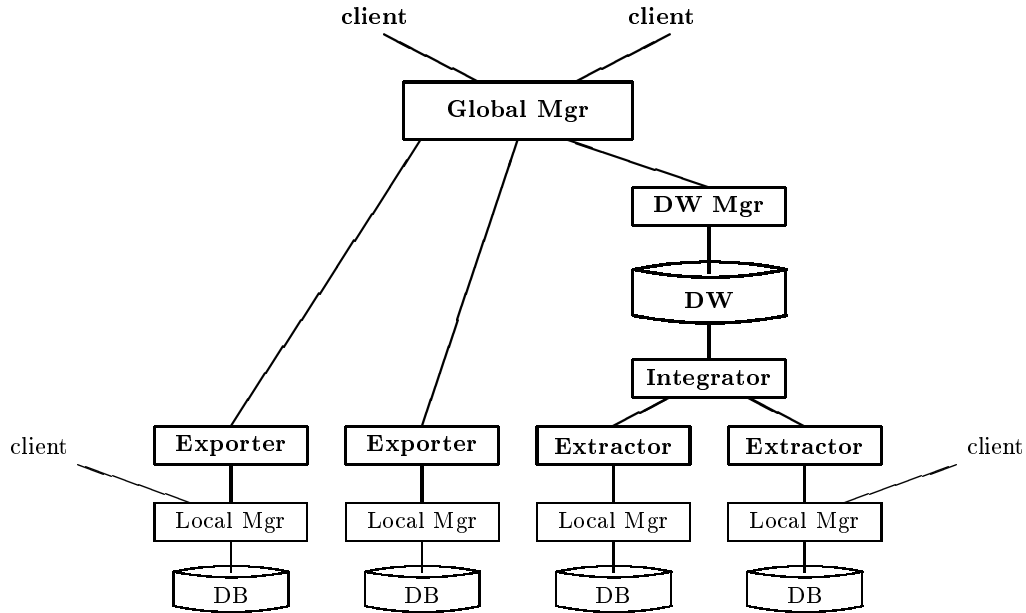 client client
Global Mgr
DW Mgr
DW
Integrator
client Exporter Exporter Extractor Extractor client
Local Mgr Local Mgr Local Mgr Local Mgr
DB DB DB DB